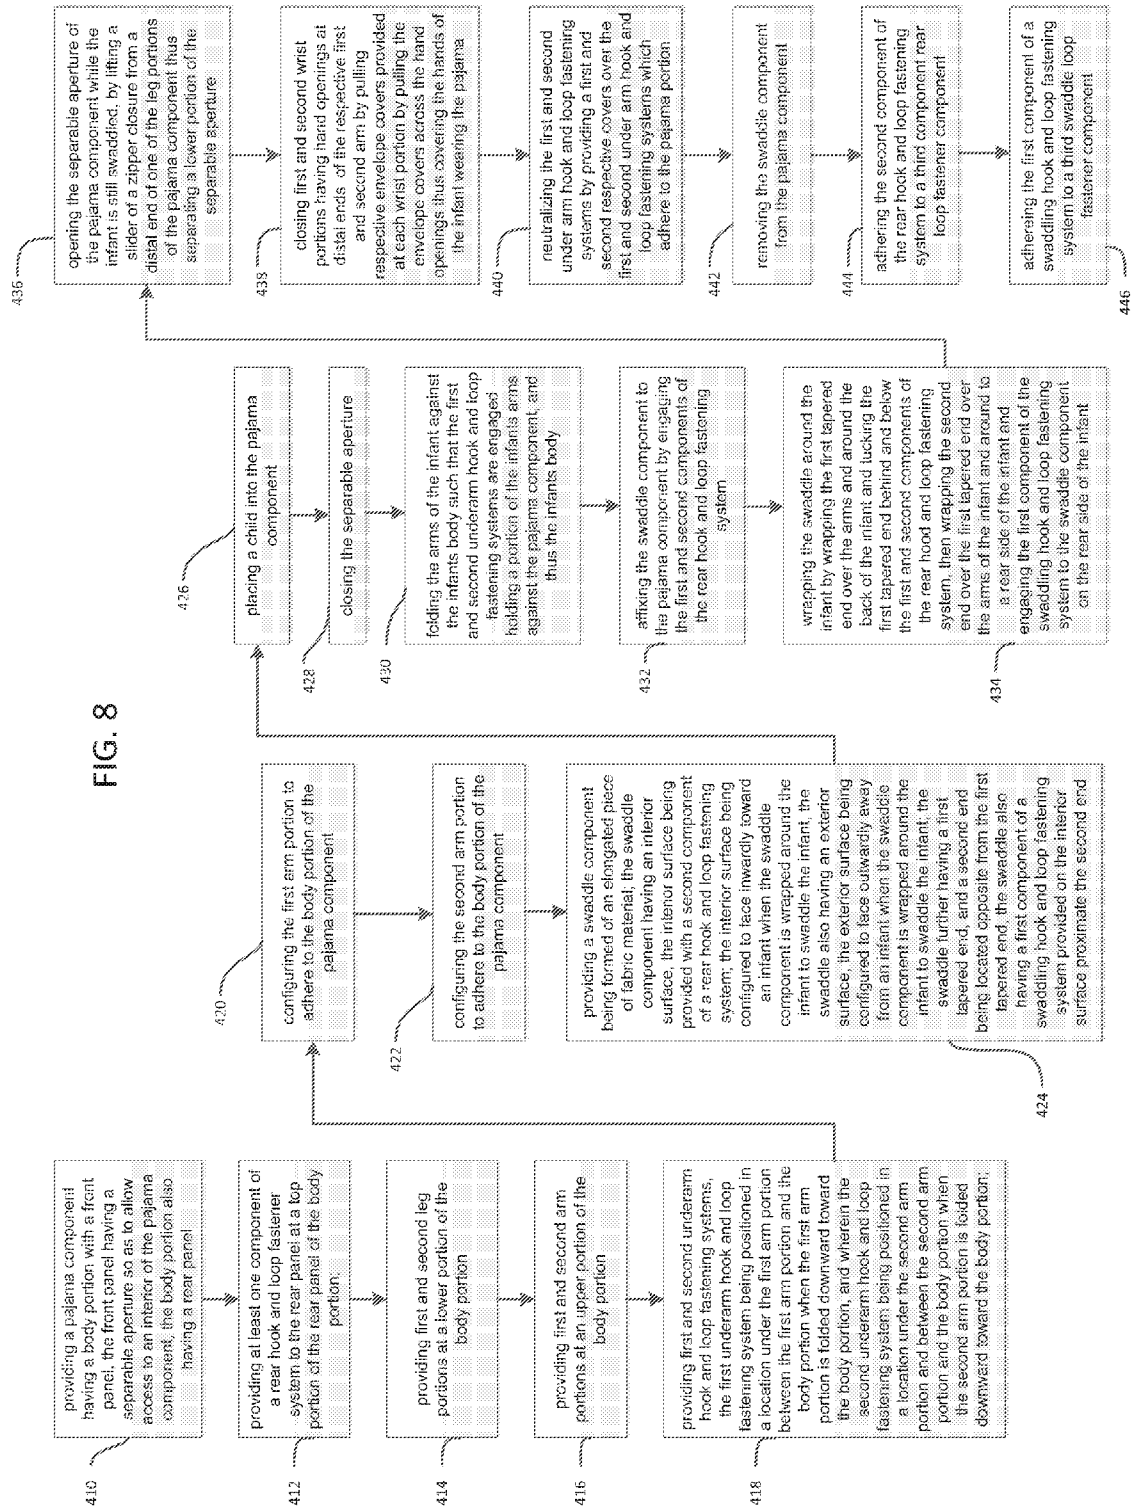 FIG. 8
410
providing a pajama component
having a body portion with a front
panel, the front panel having a
separable aperture so as to allow
access to an interior of the pajama
component, the body portion also
having a rear panel
412
providing at least one component of
a rear hook and loop fastener
system to the rear panel at a top
portion of the rear panel of the body
portion;
414
providing first and second leg
portions at a lower portion of the
body portion
416
providing first and second arm
portions at an upper portion of the
body portion
418
providing first and second underarm
hook and loop fastening systems,
the first underarm hook and loop
fastening system being positioned in
a location under the first arm portion
between the first arm portion and the
body portion when the first arm
portion is folded downward toward
the body portion, and wherein the
second underarm hook and loop
fastening system being positioned in
a location under the second arm
portion and between the second arm
portion and the body portion when
the second arm portion is folded
downward toward the body portion;
420
configuring the first arm portion to
adhere to the body portion of the
pajama component
422
configuring the second arm portion
to adhere to the body portion of the
pajama component
424
providing a swaddle component
being formed of an elongated piece
of fabric material; the swaddle
component having an interior
surface, the interior surface being
provided with a second component
of a rear hook and loop fastening
system; the interior surface being
configured to face inwardly toward
an infant when the swaddle
component is wrapped around the
infant to swaddle the infant, the
swaddle also having an exterior
surface, the exterior surface being
configured to face outwardly away
from an infant when the swaddle
component is wrapped around the
infant to swaddle the infant; the
swaddle further having a first
tapered end, and a second end
being located opposite from the first
tapered end, the swaddle also
having a first component of a
swaddling hook and loop fastening
system provided on the interior
surface proximate the second end
426
placing a child into the pajama
component
428
closing the separable aperture
430
folding the arms of the infant against
the infants body such that the first
and second underarm hook and loop
fastening systems are engaged
holding a portion of the infants arms
against the pajama component, and
thus the infants body
432
affixing the swaddle component to
the pajama component by engaging
the first and second components of
the rear hook and loop fastening
system
434
wrapping the swaddle around the
infant by wrapping the first tapered
end over the arms and around the
back of the infant and tucking the
first tapered end behind and below
the first and second components of
the rear hood and loop fastening
system, then wrapping the second
end over the first tapered end over
the arms of the infant and around to
a rear side of the infant and
engaging the first component of the
swaddling hook and loop fastening
system to the swaddle component
on the rear side of the infant
436
opening the separable aperture of
the pajama component while the
infant is still swaddled, by lifting a
slider of a zipper closure from a
distal end of one of the leg portions
of the pajama component thus
separating a lower portion of the
separable aperture
438
closing first and second wrist
portions having hand openings at
distal ends of the respective first
and second arm by pulling
respective envelope covers provided
at each wrist portion by pulling the
envelope covers across the hand
openings thus covering the hands of
the infant wearing the pajama
440
neutralizing the first and second
under arm hook and loop fastening
systems by providing a first and
second respective covers over the
first and second under arm hook and
loop fastening systems which
adhere to the pajama portion
442
removing the swaddle component
from the pajama component
444
adhering the second component of
the rear hook and loop fastening
system to a third component rear
loop fastener component
446
adhereing the first component of a
swaddling hook and loop fastening
system to a third swaddle loop
fastener component